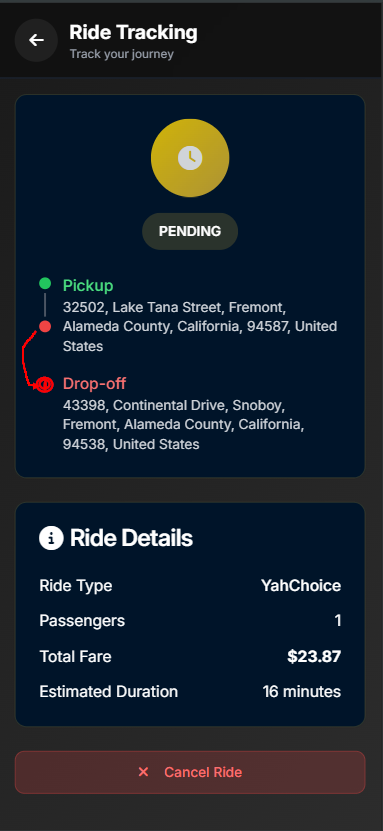 Ride Tracking
Track your journey
PENDING
Pickup
32502, Lake Tana Street, Fremont,
Alameda County, California, 94587, United
States
Drop-off
43398, Continental Drive, Snoboy,
Fremont, Alameda County, California,
94538, United States
Ride Details
Ride Type YahChoice
Passengers 1
Total Fare $23.87
Estimated Duration 16 minutes
Cancel Ride